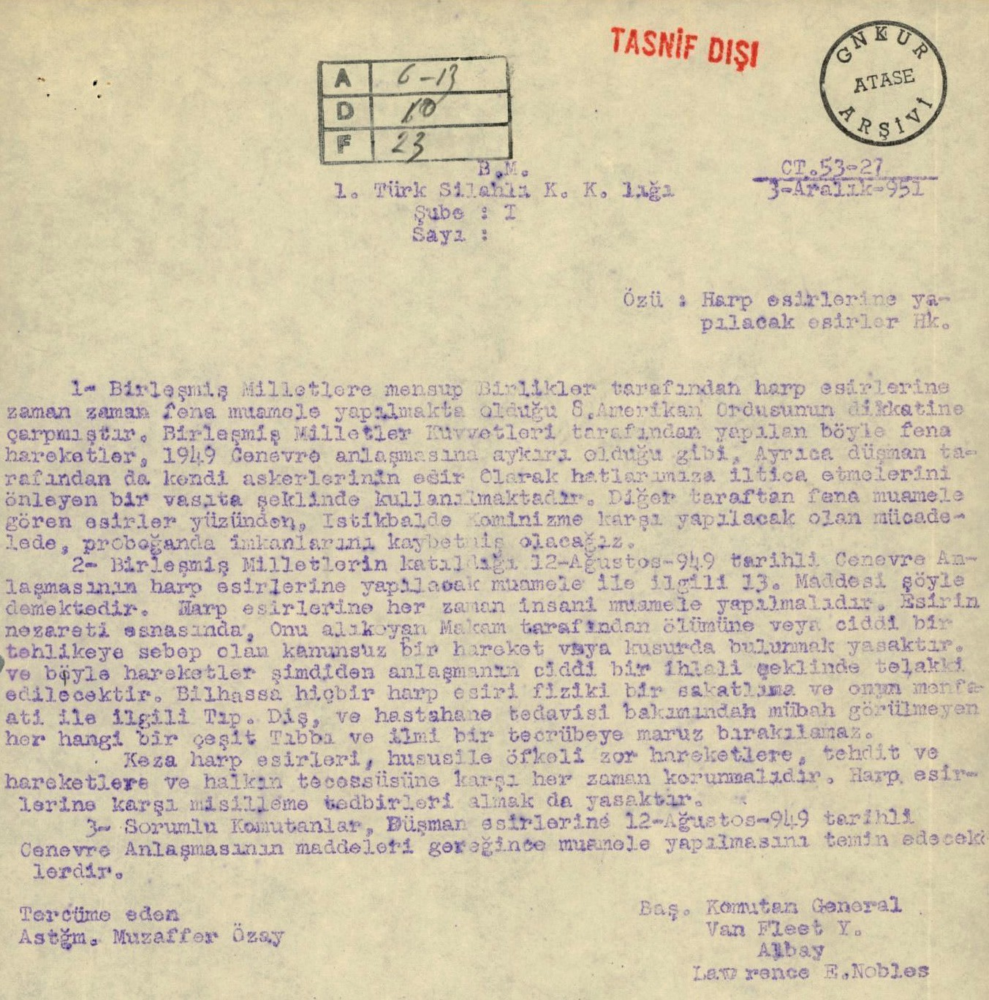 TASNİF DIŞI
GNKUR
ATASE
ARŞİVİ
A 6-13
D 10
F 23
B.M.
1. Türk Silahlı K. K. lığı
Şube : I
Sayı :
CT.53-27
3-Aralık-951
Özü : Harp esirlerine ya-
pılacak esirler Hk.
1- Birleşmiş Milletlere mensup Birlikler tarafından harp esirlerine
zaman zaman fena muamele yapılmakta olduğu 8.Amerikan Ordusunun dikkatine
çarpmıştır. Birleşmiş Milletler Kuvvetleri tarafından yapılan böyle fena
hareketler, 1949 Cenevre anlaşmasına aykırı olduğu gibi, Ayrıca düşman ta-
rafından da kendi askerlerinin esir Olarak hatlarımıza iltica etmelerini
önleyen bir vasıta şeklinde kullanılmaktadır. Diğer taraftan fena muamele
gören esirler yüzünden, Istikbalde Kominizme karşı yapılacak olan mücade-
lede, proboğanda imkanlarını kaybetmiş olacağız.
2- Birleşmiş Milletlerin katıldığı 12-Ağustos-949 tarihli Cenevre An-
laşmasının harp esirlerine yapılacak muamele ile ilgili 13. Maddesi şöyle
demektedir. Harp esirlerine her zaman insani muamele yapılmalıdır. Esirin
nezareti esnasında, Onu alıkoyan Makam tarafından ölümüne veya ciddi bir
tehlikeye sebep olan kanunsuz bir hareket veya kusurda bulunmak yasaktır.
ve böyle hareketler şimdiden anlaşmanın ciddi bir ihlali şeklinde telakki
edilecektir. Bilhassa hiçbir harp esiri fiziki bir sakatlıma ve onun menfa-
ati ile ilgili Tıp. Diş, ve hastahane tedavisi bakımından mübah görülmeyen
her hangi bir çeşit Tıbbı ve ilmi bir tecrübeye maruz bırakılamaz.
Keza harp esirleri, hususile öfkeli zor hareketlere, tehdit ve
hareketlere ve halkın tecessüsüne karşı her zaman korunmalıdır. Harp esir-
lerine karşı misilleme tedbirleri almak da yasaktır.
3- Sorumlu Komutanlar, Düşman esirlerine 12-Ağustos-949 tarihli
Cenevre Anlaşmasının maddeleri gereğince muamele yapılmasını temin edecek
lerdir.
Tercüme eden
Astğm. Muzaffer Özay
Baş. Komutan General
Van Fleet Y.
Albay
Lawrence E.Nobles